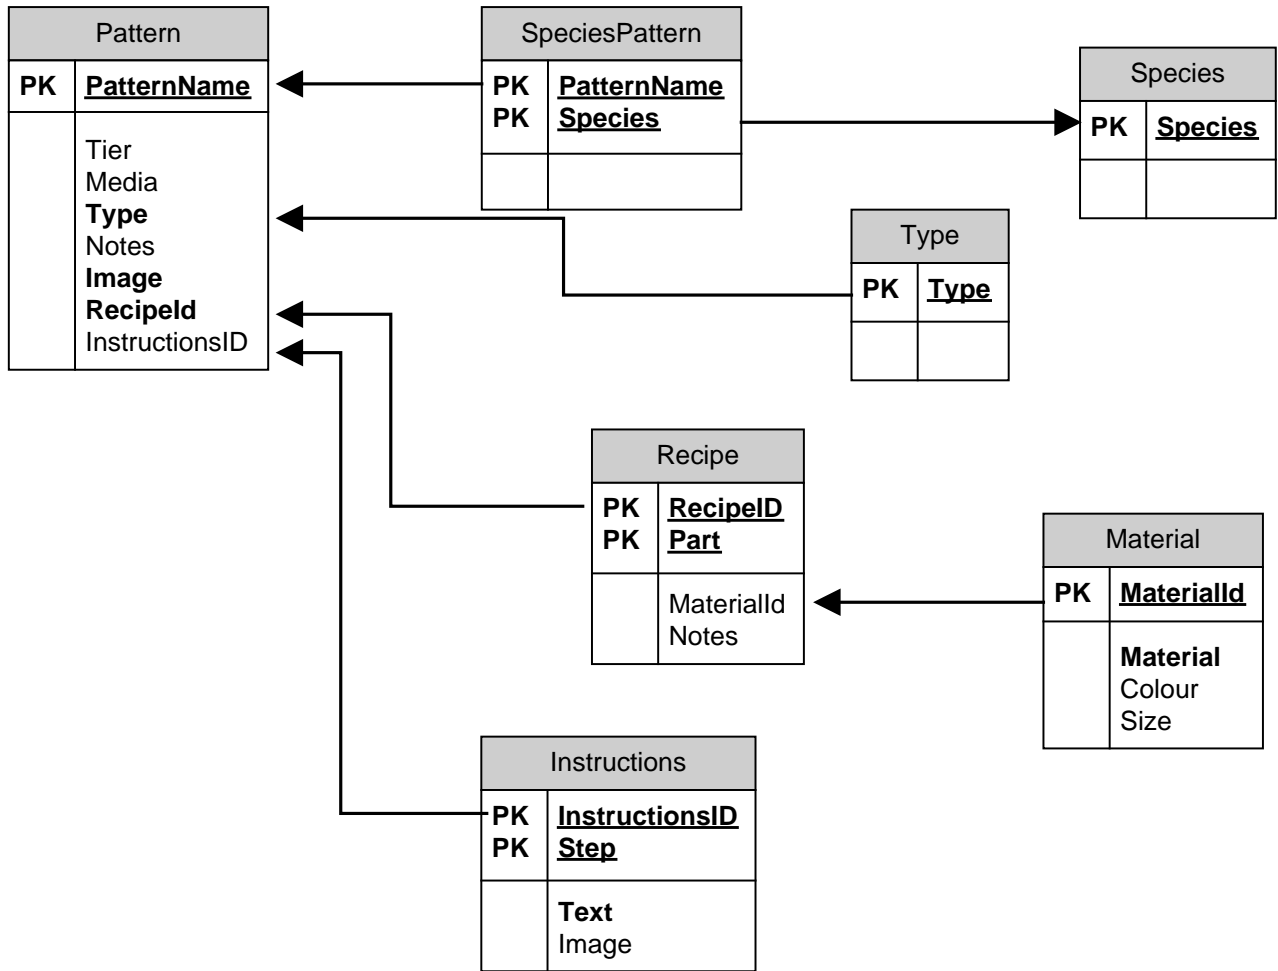 Pattern
PK PatternName
Tier
Media
Type
Notes
Image
RecipeId
InstructionsID
SpeciesPattern
PK PatternName
PK Species
Species
PK Species
Type
PK Type
Recipe
PK RecipeID
PK Part
MaterialId
Notes
Material
PK MaterialId
Material
Colour
Size
Instructions
PK InstructionsID
PK Step
Text
Image